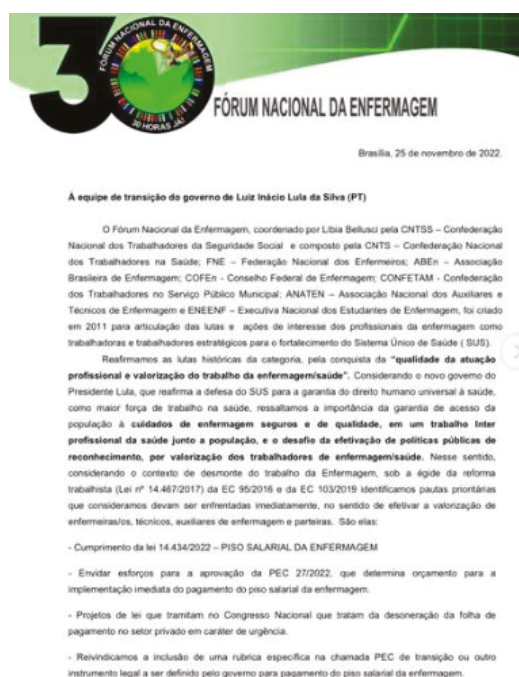 30
FÓRUM NACIONAL DA ENFERMAGEM
30 HORAS JÁ!
FÓRUM NACIONAL DA ENFERMAGEM
Brasília, 25 de novembro de 2022.
À equipe de transição do governo de Luiz Inácio Lula da Silva (PT)
O Fórum Nacional da Enfermagem, coordenado por Líbia Bellusci pela CNTSS – Confederação
Nacional dos Trabalhadores da Seguridade Social e composto pela CNTS – Confederação Nacional
dos Trabalhadores na Saúde; FNE – Federação Nacional dos Enfermeiros; ABEn – Associação
Brasileira de Enfermagem; COFEn - Conselho Federal de Enfermagem; CONFETAM - Confederação
dos Trabalhadores no Serviço Público Municipal; ANATEN – Associação Nacional dos Auxiliares e
Técnicos de Enfermagem e ENEENF – Executiva Nacional dos Estudantes de Enfermagem, foi criado
em 2011 para articulação das lutas e ações de interesse dos profissionais da enfermagem como
trabalhadoras e trabalhadores estratégicos para o fortalecimento do Sistema Único de Saúde ( SUS).
Reafirmamos as lutas históricas da categoria, pela conquista da "qualidade da atuação
profissional e valorização do trabalho da enfermagem/saúde". Considerando o novo governo do
Presidente Lula, que reafirma a defesa do SUS para a garantia do direito humano universal à saúde,
como maior força de trabalho na saúde, ressaltamos a importância da garantia de acesso da
população à cuidados de enfermagem seguros e de qualidade, em um trabalho Inter
profissional da saúde junto a população, e o desafio da efetivação de políticas públicas de
reconhecimento, por valorização dos trabalhadores de enfermagem/saúde. Nesse sentido,
considerando o contexto de desmonte do trabalho da Enfermagem, sob a égide da reforma
trabalhista (Lei nº 14.467/2017) da EC 95/2016 e da EC 103/2019 identificamos pautas prioritárias
que consideramos devam ser enfrentadas imediatamente, no sentido de efetivar a valorização de
enfermeiras/os, técnicos, auxiliares de enfermagem e parteiras. São elas:
- Cumprimento da lei 14.434/2022 – PISO SALARIAL DA ENFERMAGEM
- Envidar esforços para a aprovação da PEC 27/2022, que determina orçamento para a
implementação imediata do pagamento do piso salarial da enfermagem.
- Projetos de lei que tramitam no Congresso Nacional que tratam da desoneração da folha de
pagamento no setor privado em caráter de urgência.
- Reivindicamos a inclusão de uma rubrica específica na chamada PEC de transição ou outro
instrumento legal a ser definido pelo governo para pagamento do piso salarial da enfermagem.